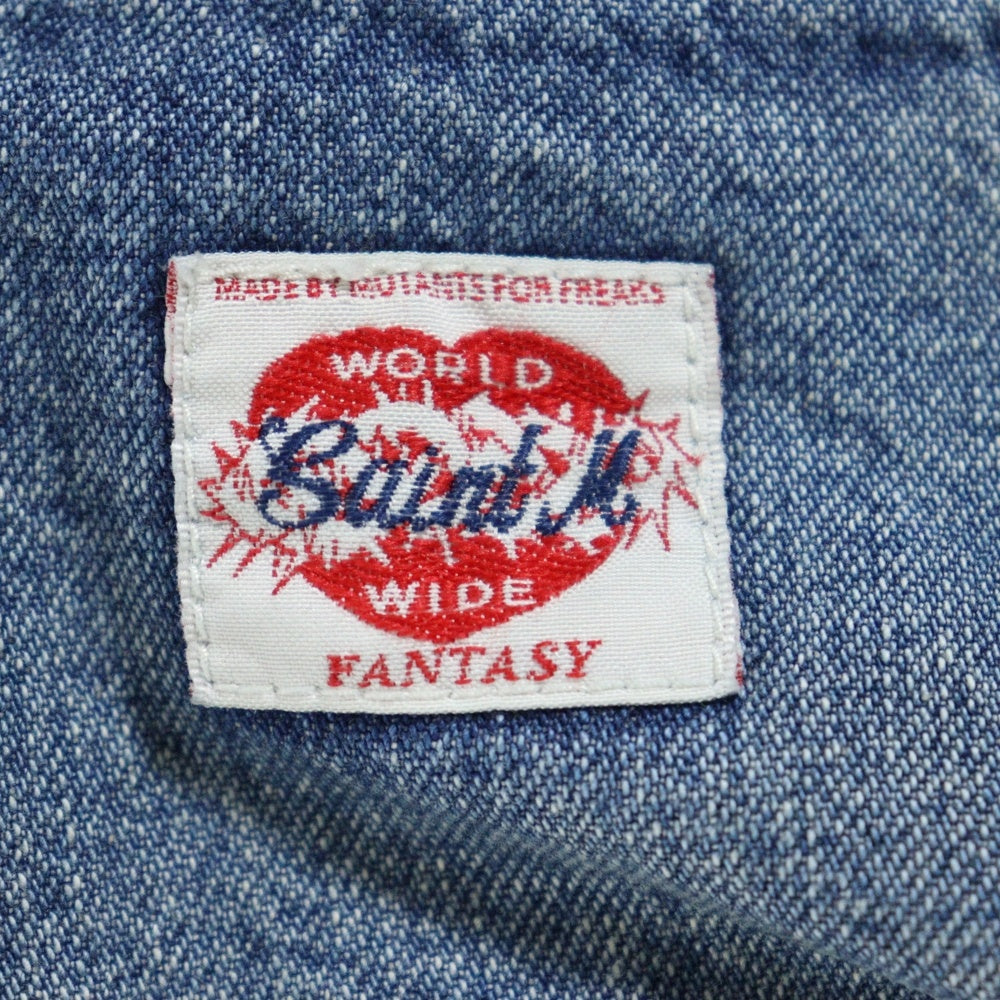 MADE BY MUTANTS FOR FREAKS
WORLD
Saint M
WIDE
FANTASY